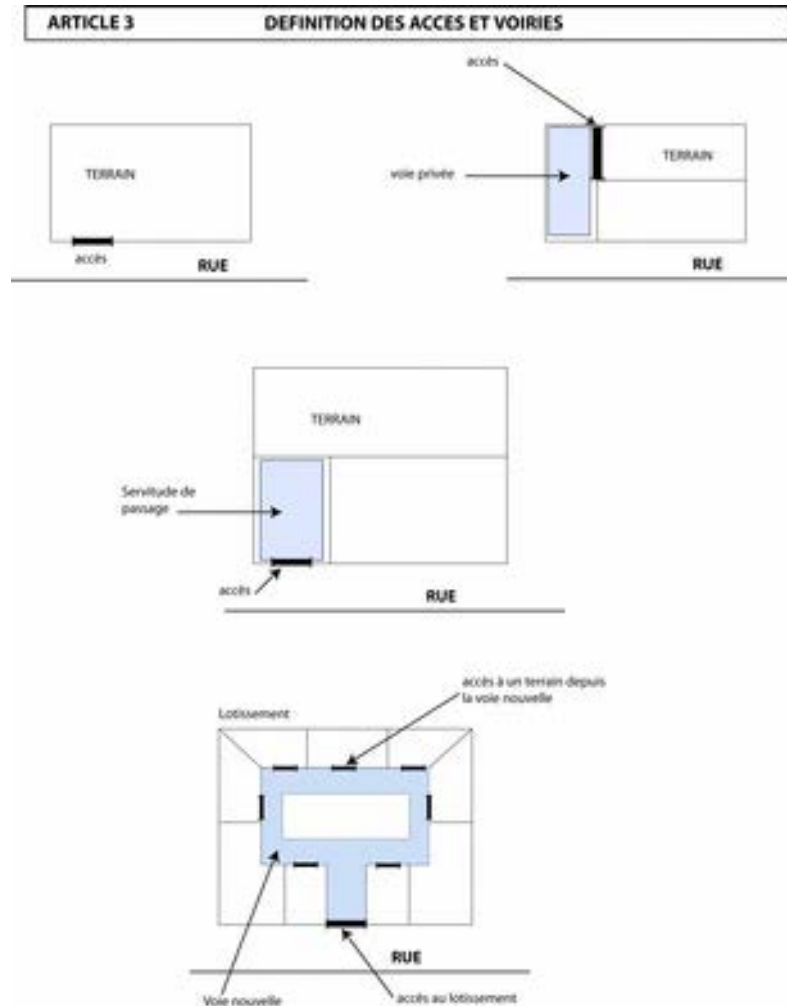 ARTICLE 3 DEFINITION DES ACCES ET VOIRIES
accès
TERRAIN
TERRAIN
voie privée
accès
RUE
RUE
TERRAIN
Servitude de
passage
accès
RUE
accès à un terrain depuis
la voie nouvelle
Lotissement
RUE
Voie nouvelle
accès au lotissement